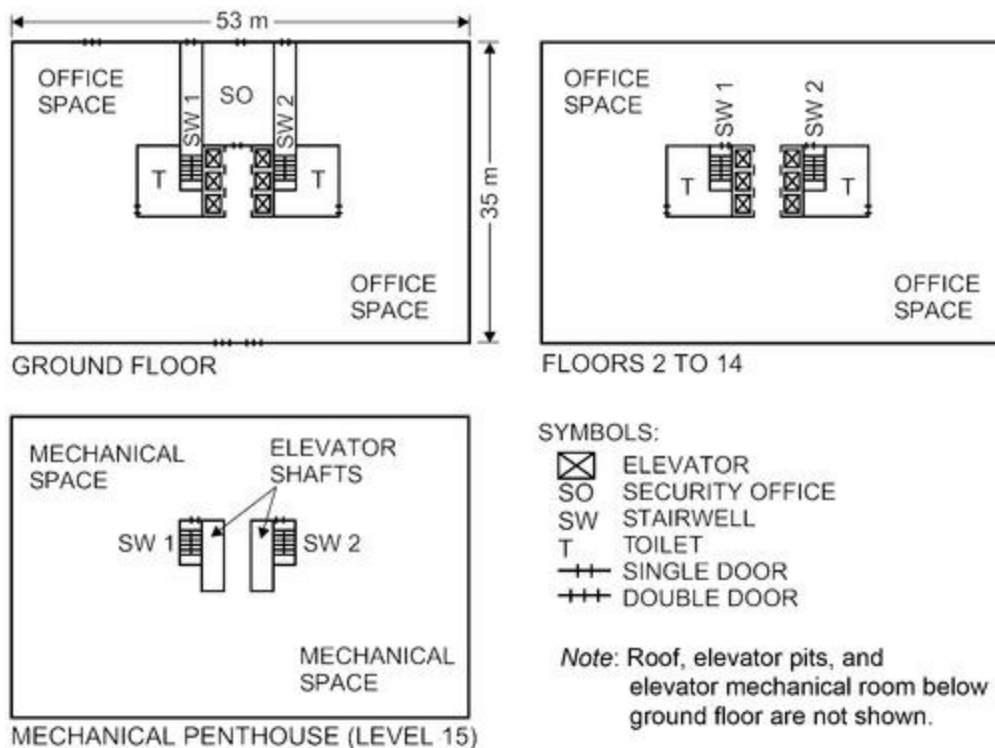 53 m
OFFICE
SPACE
SW 1
SO
SW 2
T
T
35 m
OFFICE
SPACE
GROUND FLOOR
OFFICE
SPACE
SW 1
SW 2
T
T
OFFICE
SPACE
FLOORS 2 TO 14
MECHANICAL
SPACE
ELEVATOR
SHAFTS
SW 1
SW 2
MECHANICAL
SPACE
MECHANICAL PENTHOUSE (LEVEL 15)
SYMBOLS:
ELEVATOR
SO SECURITY OFFICE
SW STAIRWELL
T TOILET
SINGLE DOOR
DOUBLE DOOR
Note: Roof, elevator pits, and
elevator mechanical room below
ground floor are not shown.